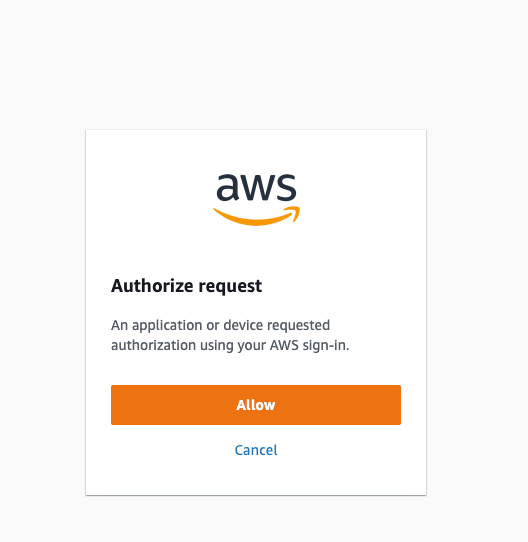 aws
Authorize request
An application or device requested
authorization using your AWS sign-in.
Allow
Cancel